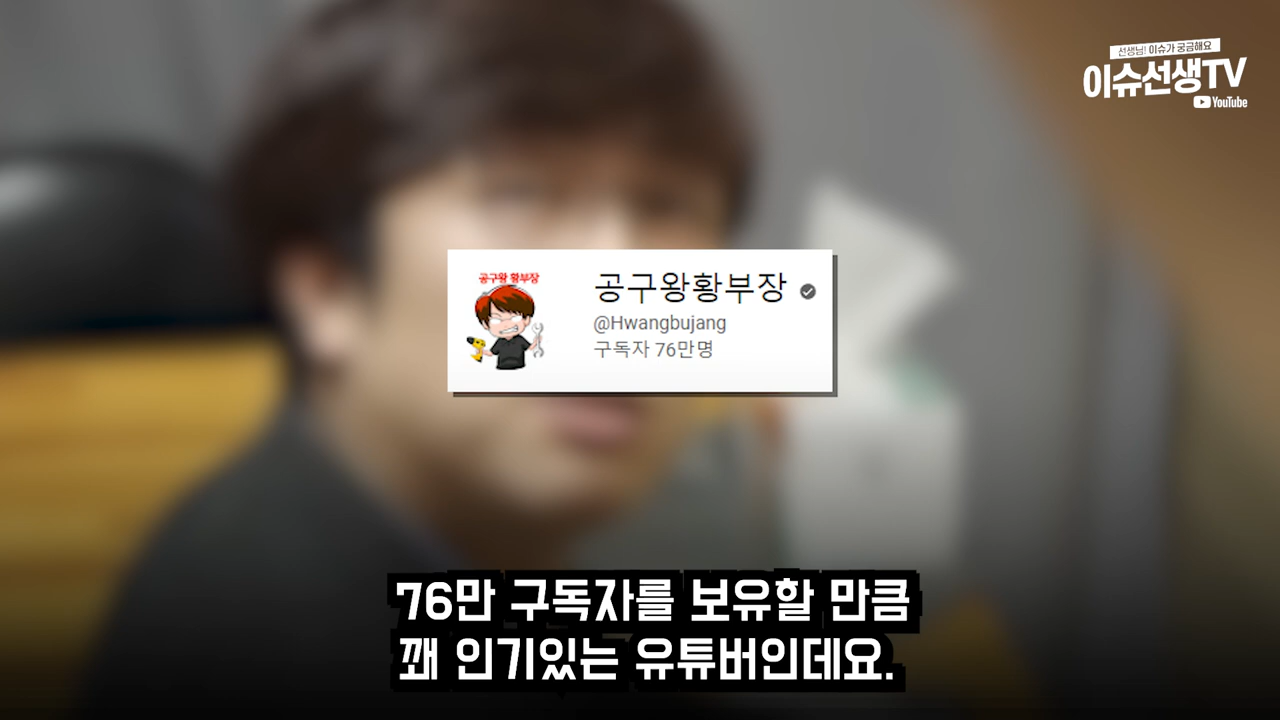 선생님! 이슈가 궁금해요
이슈선생TV
YouTube
공구왕 황부장
공구왕황부장
@Hwangbujang
구독자 76만명
76만 구독자를 보유할 만큼
꽤 인기있는 유튜버인데요.